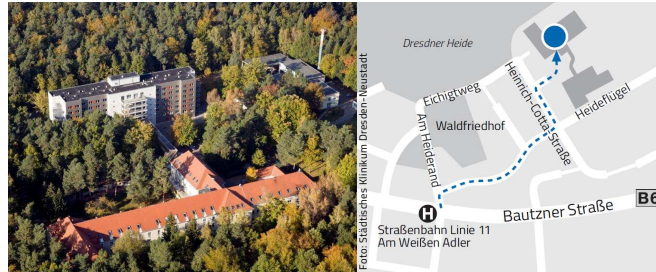 Foto: Städtisches Klinikum Dresden-Neustadt
Dresdner Heide
Eichigtweg
Heinrich-Cotta-Straße
Heideflügel
Waldfriedhof
Am Heiderand
H
Bautzner Straße
B6
Straßenbahn Linie 11
Am Weißen Adler